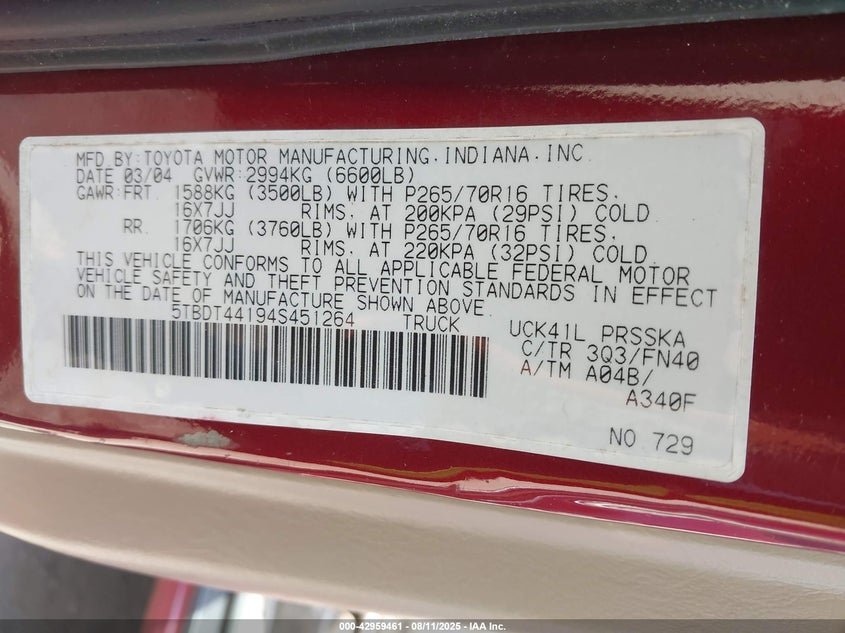 MFD. BY: TOYOTA MOTOR MANUFACTURING. INDIANA. INC.
DATE 03/04 GVWR: 2994KG (6600LB)
GAWR: FRT. 1588KG (3500LB) WITH P265/70R16 TIRES.
16X7JJ RIMS. AT 200KPA (29PSI) COLD.
RR. 1706KG (3760LB) WITH P265/70R16 TIRES.
16X7JJ RIMS. AT 220KPA (32PSI) COLD.
THIS VEHICLE CONFORMS TO ALL APPLICABLE FEDERAL MOTOR
VEHICLE SAFETY AND THEFT PREVENTION STANDARDS IN EFFECT
ON THE DATE OF MANUFACTURE SHOWN ABOVE.
5TBDT44194S451264 TRUCK
UCK41L PRSSKA
C/TR 3Q3/FN40
A/TM A04B/
A340F
NO 729
000-42959461 - 08/11/2025 - IAAI Inc.